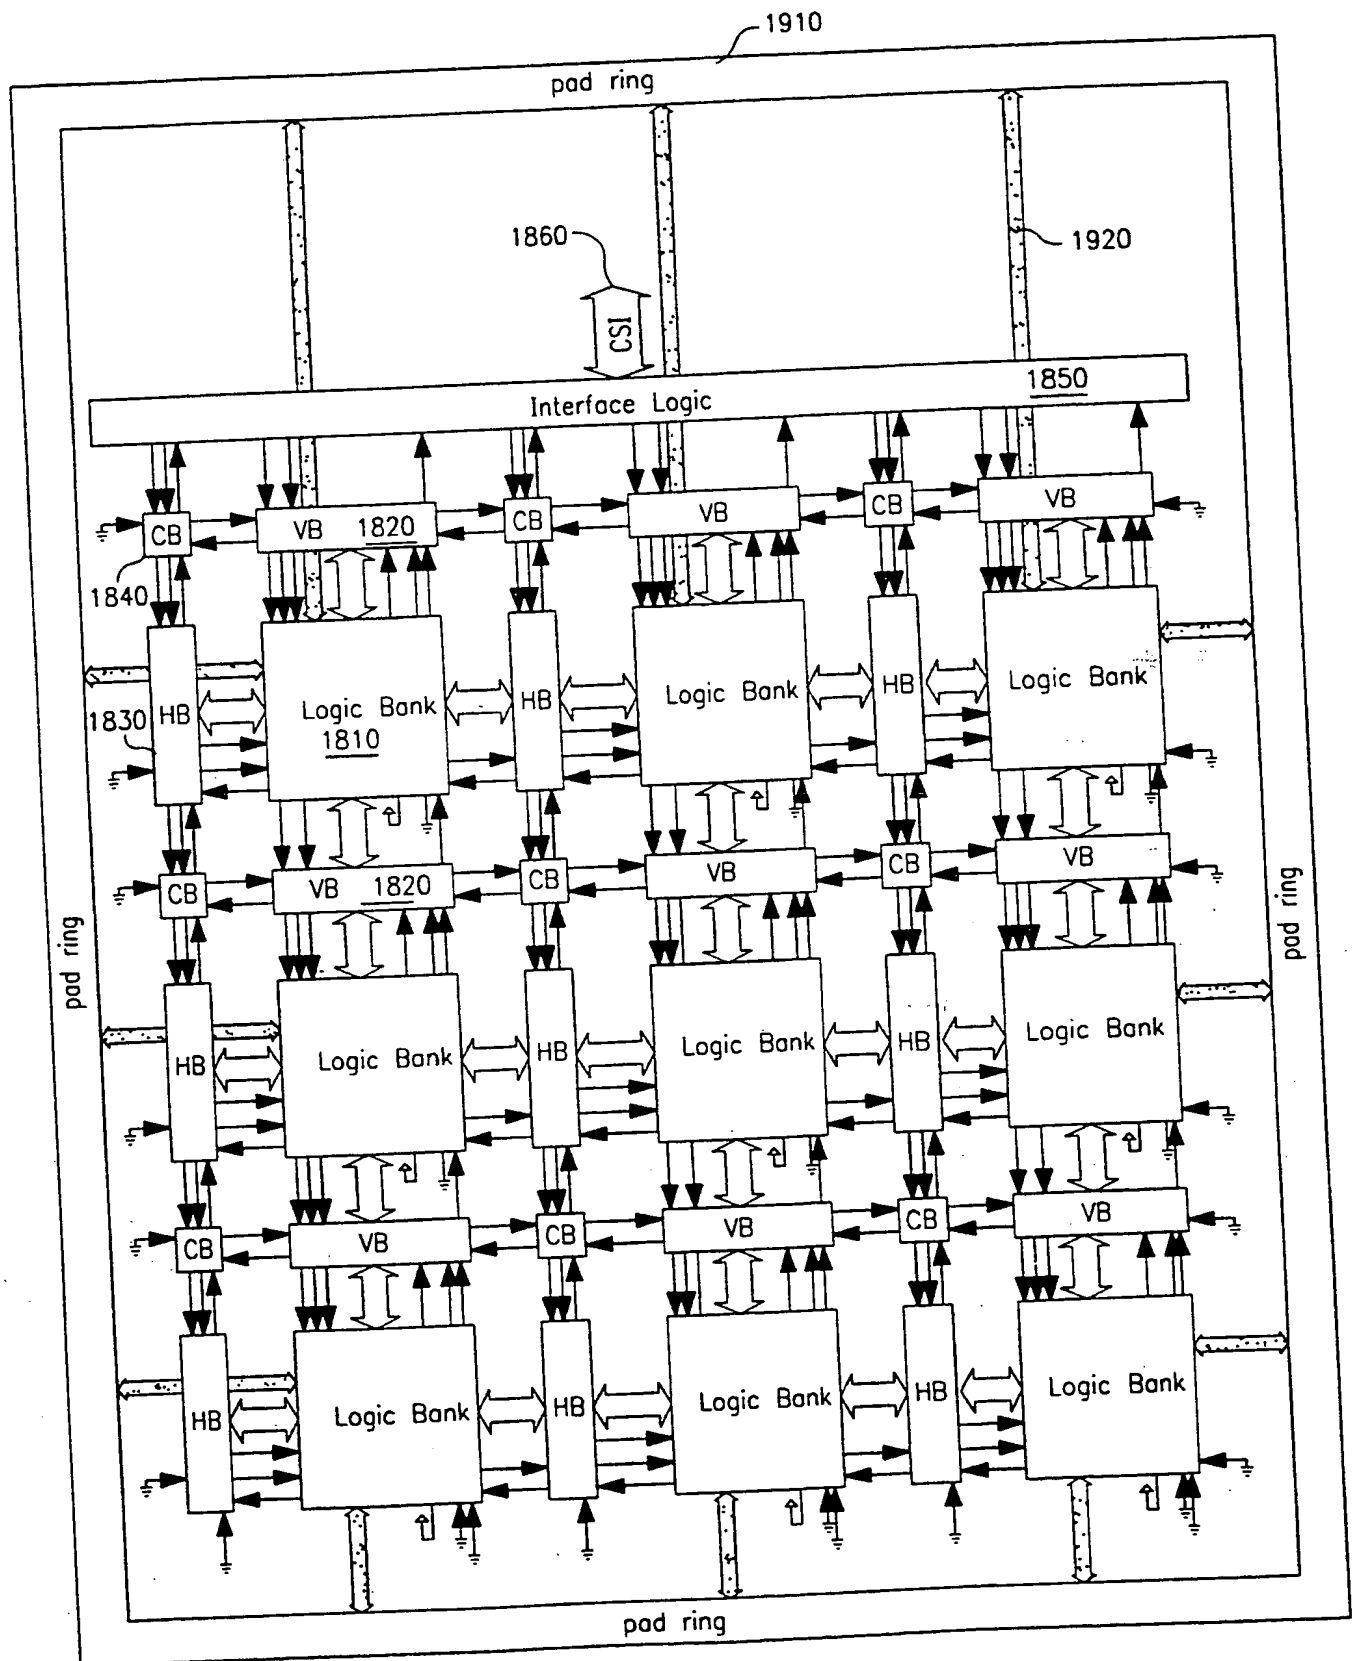 1910
pad ring
1860
1920
CSI
1850
Interface Logic
CB
VB 1820
CB
VB
CB
VB
1840
HB
Logic Bank
1810
HB
Logic Bank
HB
Logic Bank
1830
CB
VB 1820
CB
VB
CB
VB
pad ring
pad ring
HB
Logic Bank
HB
Logic Bank
HB
Logic Bank
CB
VB
CB
VB
CB
VB
HB
Logic Bank
HB
Logic Bank
HB
Logic Bank
pad ring